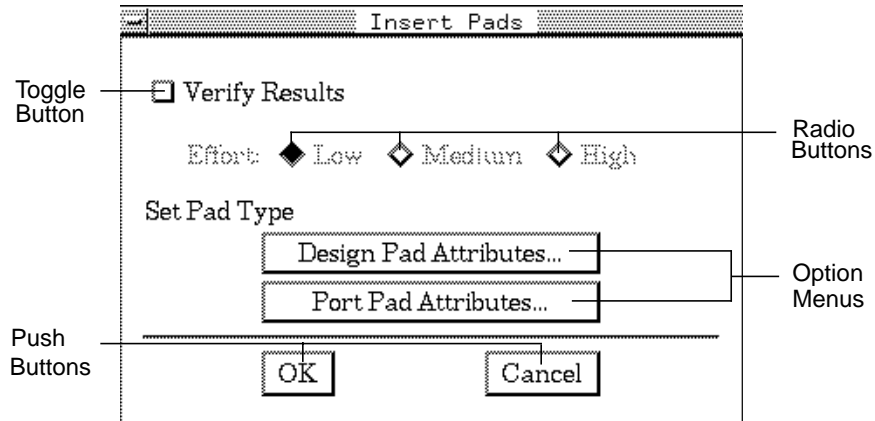 Insert Pads
Toggle
Button
Verify Results
Effort: Low Medium High
Radio
Buttons
Set Pad Type
Design Pad Attributes...
Port Pad Attributes...
Option
Menus
Push
Buttons
OK Cancel